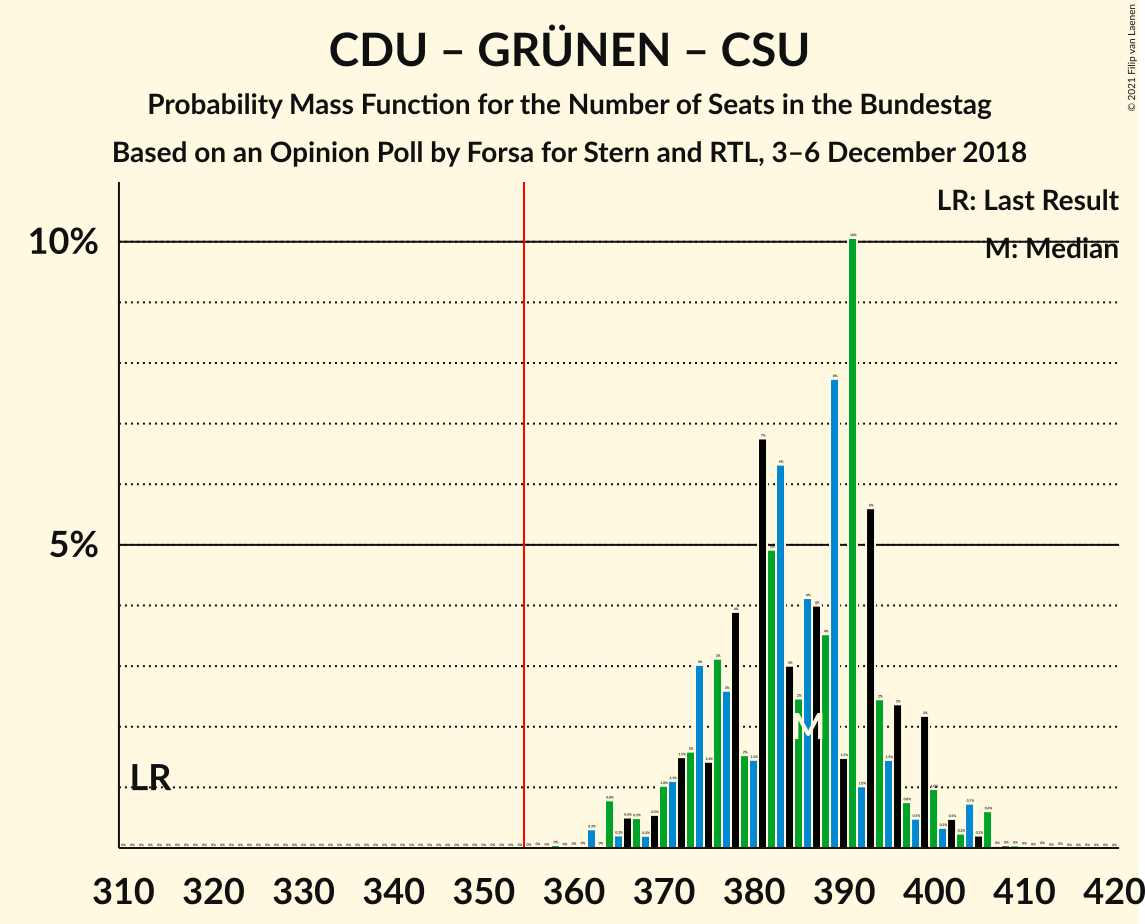 CDU – GRÜNEN – CSU
Probability Mass Function for the Number of Seats in the Bundestag
Based on an Opinion Poll by Forsa for Stern and RTL, 3–6 December 2018
© 2021 Filip van Laenen
LR: Last Result
M: Median
10%
5%
LR
M
310 320 330 340 350 360 370 380 390 400 410 420